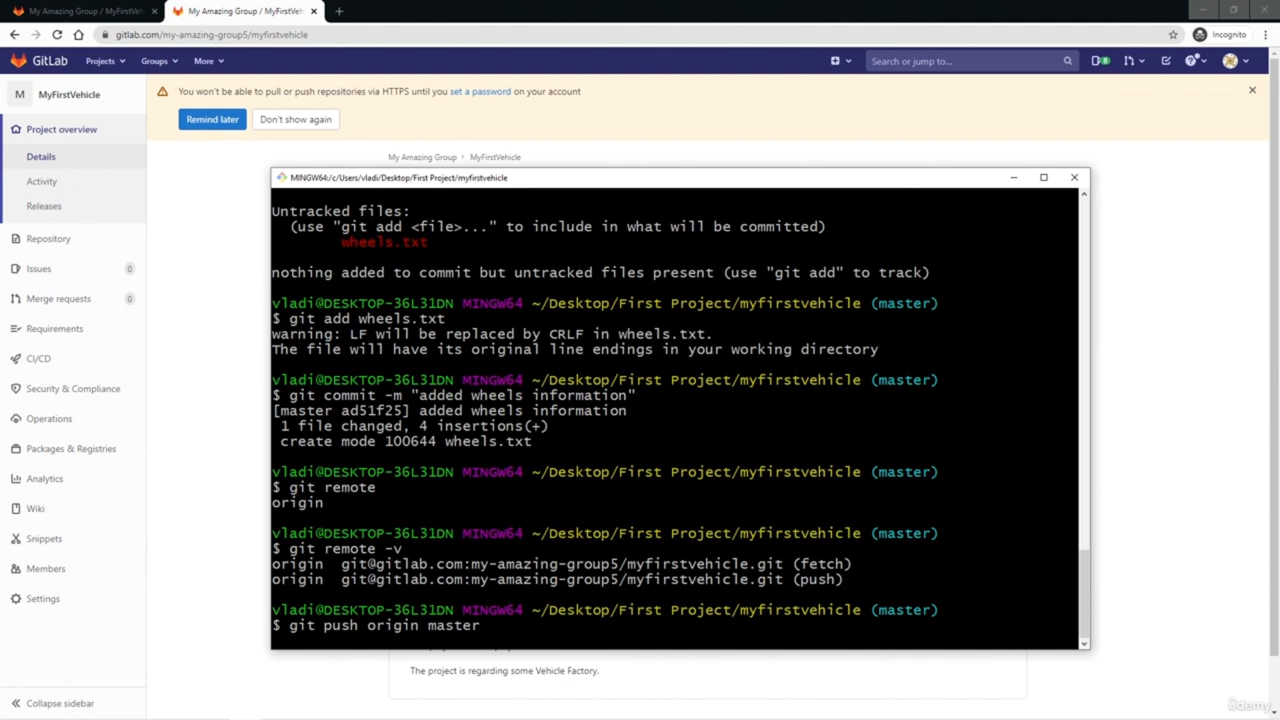 My Amazing Group / MyFirstVeh
My Amazing Group / MyFirstVeh
gitlab.com/my-amazing-group5/myfirstvehicle
Incognito
GitLab
Projects
Groups
More
Search or jump to...
8
M
MyFirstVehicle
You won't be able to pull or push repositories via HTTPS until you set a password on your account
Remind later
Don't show again
Project overview
Details
Activity
Releases
Repository
Issues 0
Merge requests 0
Requirements
CI/CD
Security & Compliance
Operations
Packages & Registries
Analytics
Wiki
Snippets
Members
Settings
Collapse sidebar
My Amazing Group > MyFirstVehicle
MINGW64:/c/Users/vladi/Desktop/First Project/myfirstvehicle
Untracked files:
(use "git add <file>..." to include in what will be committed)
wheels.txt
nothing added to commit but untracked files present (use "git add" to track)
vladi@DESKTOP-36L31DN MINGW64 ~/Desktop/First Project/myfirstvehicle (master)
$ git add wheels.txt
warning: LF will be replaced by CRLF in wheels.txt.
The file will have its original line endings in your working directory
vladi@DESKTOP-36L31DN MINGW64 ~/Desktop/First Project/myfirstvehicle (master)
$ git commit -m "added wheels information"
[master ad51f25] added wheels information
1 file changed, 4 insertions(+)
create mode 100644 wheels.txt
vladi@DESKTOP-36L31DN MINGW64 ~/Desktop/First Project/myfirstvehicle (master)
$ git remote
origin
vladi@DESKTOP-36L31DN MINGW64 ~/Desktop/First Project/myfirstvehicle (master)
$ git remote -v
origin git@gitlab.com:my-amazing-group5/myfirstvehicle.git (fetch)
origin git@gitlab.com:my-amazing-group5/myfirstvehicle.git (push)
vladi@DESKTOP-36L31DN MINGW64 ~/Desktop/First Project/myfirstvehicle (master)
$ git push origin master
The project is regarding some Vehicle Factory.
ûdemy